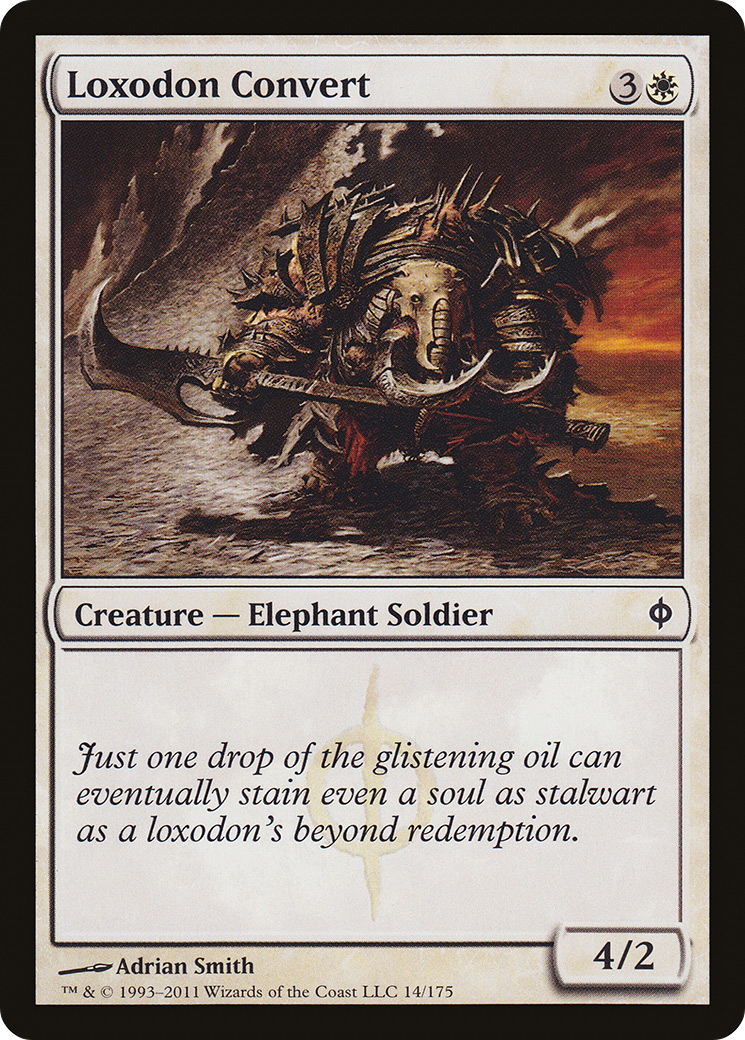 Loxodon Convert
3
Creature — Elephant Soldier
Just one drop of the glistening oil can
eventually stain even a soul as stalwart
as a loxodon's beyond redemption.
4/2
Adrian Smith
™ & © 1993–2011 Wizards of the Coast LLC 14/175